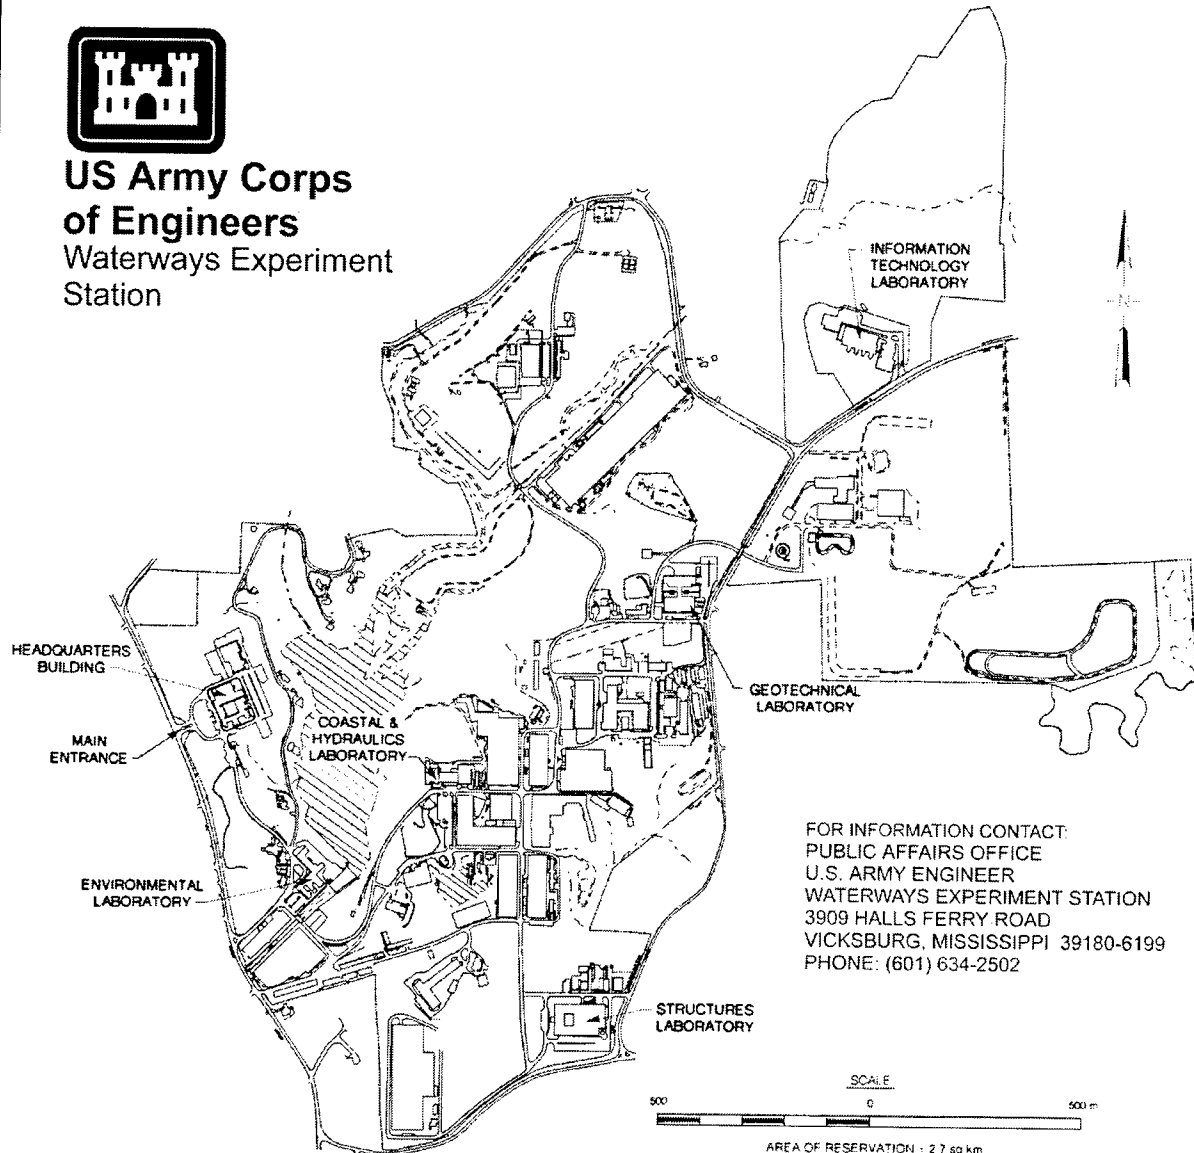 US Army Corps
of Engineers
Waterways Experiment
Station
INFORMATION
TECHNOLOGY
LABORATORY
N
HEADQUARTERS
BUILDING
MAIN
ENTRANCE
COASTAL &
HYDRAULICS
LABORATORY
GEOTECHNICAL
LABORATORY
ENVIRONMENTAL
LABORATORY
STRUCTURES
LABORATORY
FOR INFORMATION CONTACT:
PUBLIC AFFAIRS OFFICE
U.S. ARMY ENGINEER
WATERWAYS EXPERIMENT STATION
3909 HALLS FERRY ROAD
VICKSBURG, MISSISSIPPI 39180-6199
PHONE: (601) 634-2502
SCALE
500 0 500 m
AREA OF RESERVATION : 2.7 sq km